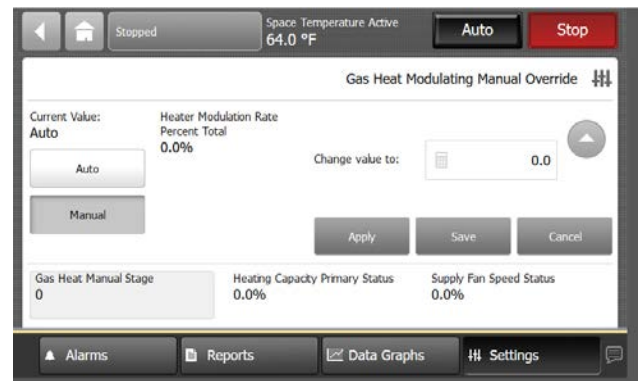 Stopped
Space Temperature Active
64.0 °F
Auto
Stop
Gas Heat Modulating Manual Override
Current Value:
Auto
Heater Modulation Rate
Percent Total
0.0%
Auto
Manual
Change value to:
0.0
Apply
Save
Cancel
Gas Heat Manual Stage
0
Heating Capacity Primary Status
0.0%
Supply Fan Speed Status
0.0%
Alarms
Reports
Data Graphs
Settings